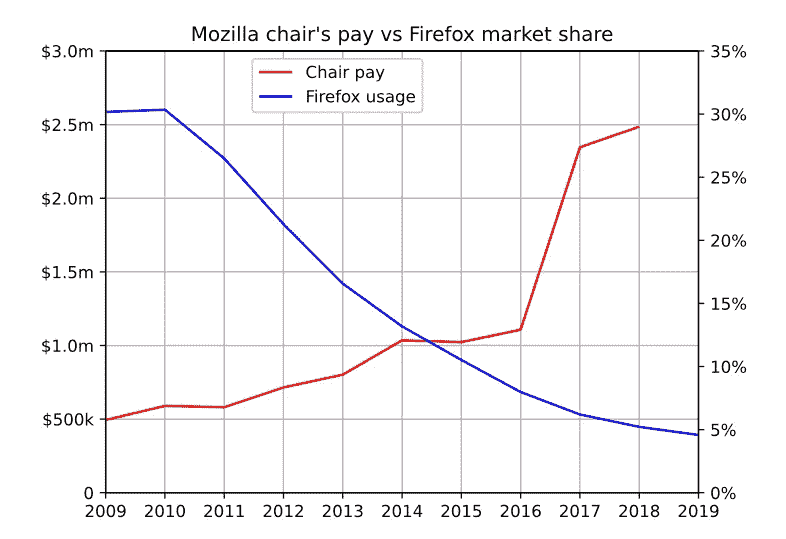 Mozilla chair's pay vs Firefox market share
$3.0m
$2.5m
$2.0m
$1.5m
$1.0m
$500k
0
Chair pay
Firefox usage
35%
30%
25%
20%
15%
10%
5%
0%
2009 2010 2011 2012 2013 2014 2015 2016 2017 2018 2019